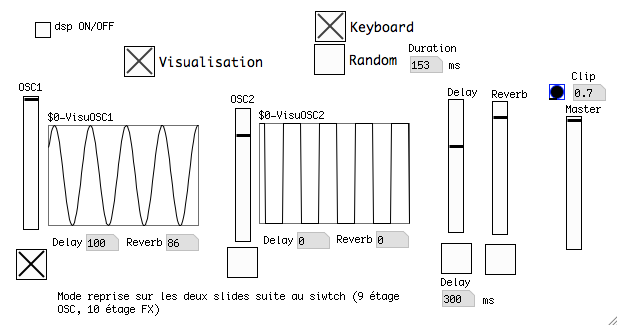 dsp ON/OFF
Keyboard
Visualisation
Random
Duration
153 ms
OSC1
$0-VisuOSC1
Delay 100 Reverb 86
OSC2
$0-VisuOSC2
Delay 0 Reverb 0
Delay
Reverb
Clip
0.7
Master
Delay
300 ms
Mode reprise sur les deux slides suite au siwtch (9 étage
OSC, 10 étage FX)